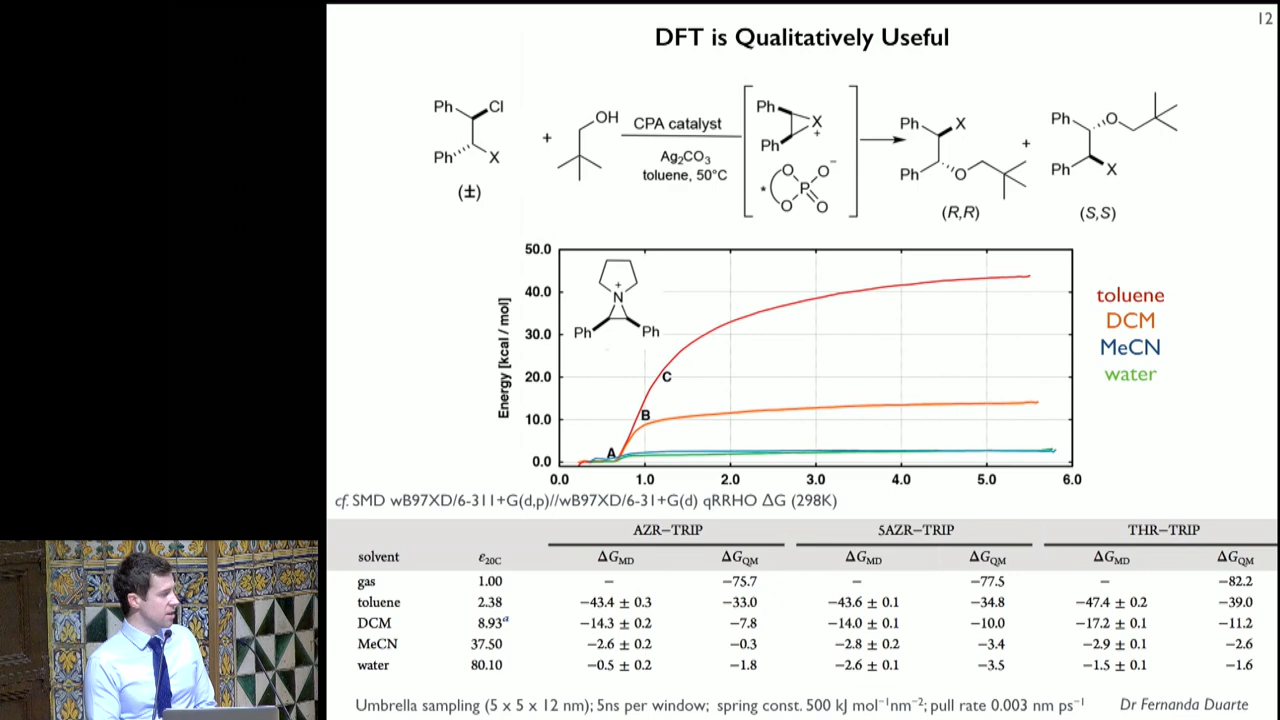 12
DFT is Qualitatively Useful
Ph
Cl
Ph
X
(±)
+
OH
CPA catalyst
Ag₂CO₃
toluene, 50°C
Ph
X
+
Ph
*
O
O
P
O⁻
O
Ph
X
Ph
O
(R,R)
+
Ph
O
Ph
X
(S,S)
Energy [kcal / mol]
50.0
40.0
30.0
20.0
10.0
0.0
+
N
Ph
Ph
A
B
C
0.0 1.0 2.0 3.0 4.0 5.0 6.0
toluene
DCM
MeCN
water
cf. SMD wB97XD/6-311+G(d,p)//wB97XD/6-31+G(d) qRRHO ΔG (298K)
AZR−TRIP 5AZR−TRIP THR−TRIP
solvent ε20C ΔGMD ΔGQM ΔGMD ΔGQM ΔGMD ΔGQM
gas 1.00 − −75.7 − −77.5 − −82.2
toluene 2.38 −43.4 ± 0.3 −33.0 −43.6 ± 0.1 −34.8 −47.4 ± 0.2 −39.0
DCM 8.93ᵃ −14.3 ± 0.2 −7.8 −14.0 ± 0.1 −10.0 −17.2 ± 0.1 −11.2
MeCN 37.50 −2.6 ± 0.2 −0.3 −2.8 ± 0.2 −3.4 −2.9 ± 0.1 −2.6
water 80.10 −0.5 ± 0.2 −1.8 −2.6 ± 0.1 −3.5 −1.5 ± 0.1 −1.6
Umbrella sampling (5 x 5 x 12 nm); 5ns per window; spring const. 500 kJ mol⁻¹nm⁻²; pull rate 0.003 nm ps⁻¹
Dr Fernanda Duarte